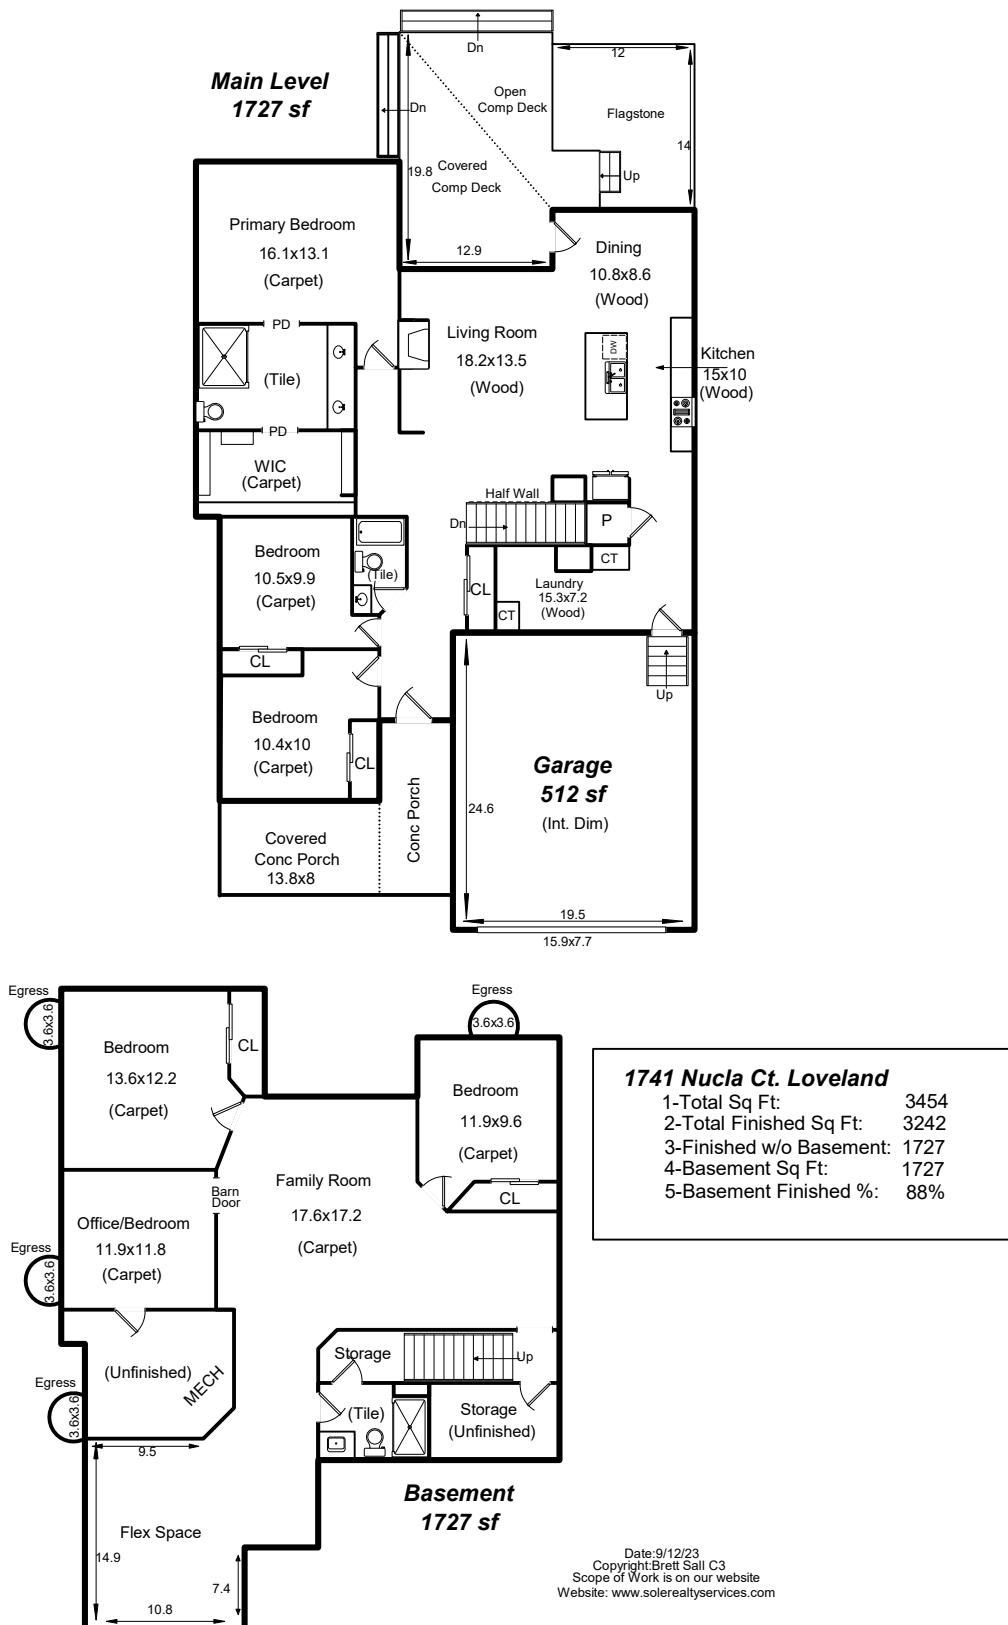 Main Level
1727 sf
Dn
12
Open
Comp Deck
Flagstone
14
Dn
19.8
Covered
Comp Deck
Up
12.9
Primary Bedroom
16.1x13.1
(Carpet)
Dining
10.8x8.6
(Wood)
PD
Living Room
18.2x13.5
(Wood)
DW
Kitchen
15x10
(Wood)
(Tile)
PD
WIC
(Carpet)
Half Wall
Dn
P
CT
Bedroom
10.5x9.9
(Carpet)
(Tile)
CL
Laundry
15.3x7.2
(Wood)
CT
CL
Up
Bedroom
10.4x10
(Carpet)
CL
Conc Porch
Garage
512 sf
(Int. Dim)
24.6
Covered
Conc Porch
13.8x8
19.5
15.9x7.7
Egress
3.6x3.6
Bedroom
13.6x12.2
(Carpet)
CL
Egress
3.6x3.6
Bedroom
11.9x9.6
(Carpet)
CL
1741 Nucla Ct. Loveland
1-Total Sq Ft: 3454
2-Total Finished Sq Ft: 3242
3-Finished w/o Basement: 1727
4-Basement Sq Ft: 1727
5-Basement Finished %: 88%
Family Room
17.6x17.2
(Carpet)
Barn
Door
Office/Bedroom
11.9x11.8
(Carpet)
Egress
3.6x3.6
(Unfinished)
MECH
Storage
Up
Egress
3.6x3.6
(Tile)
Storage
(Unfinished)
9.5
Basement
1727 sf
Flex Space
14.9
7.4
10.8
Date:9/12/23
Copyright:Brett Sall C3
Scope of Work is on our website
Website: www.solerealtyservices.com